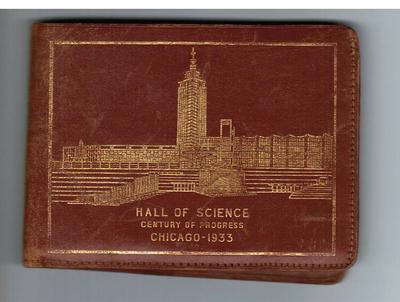 HALL OF SCIENCE
CENTURY OF PROGRESS
CHICAGO-1933